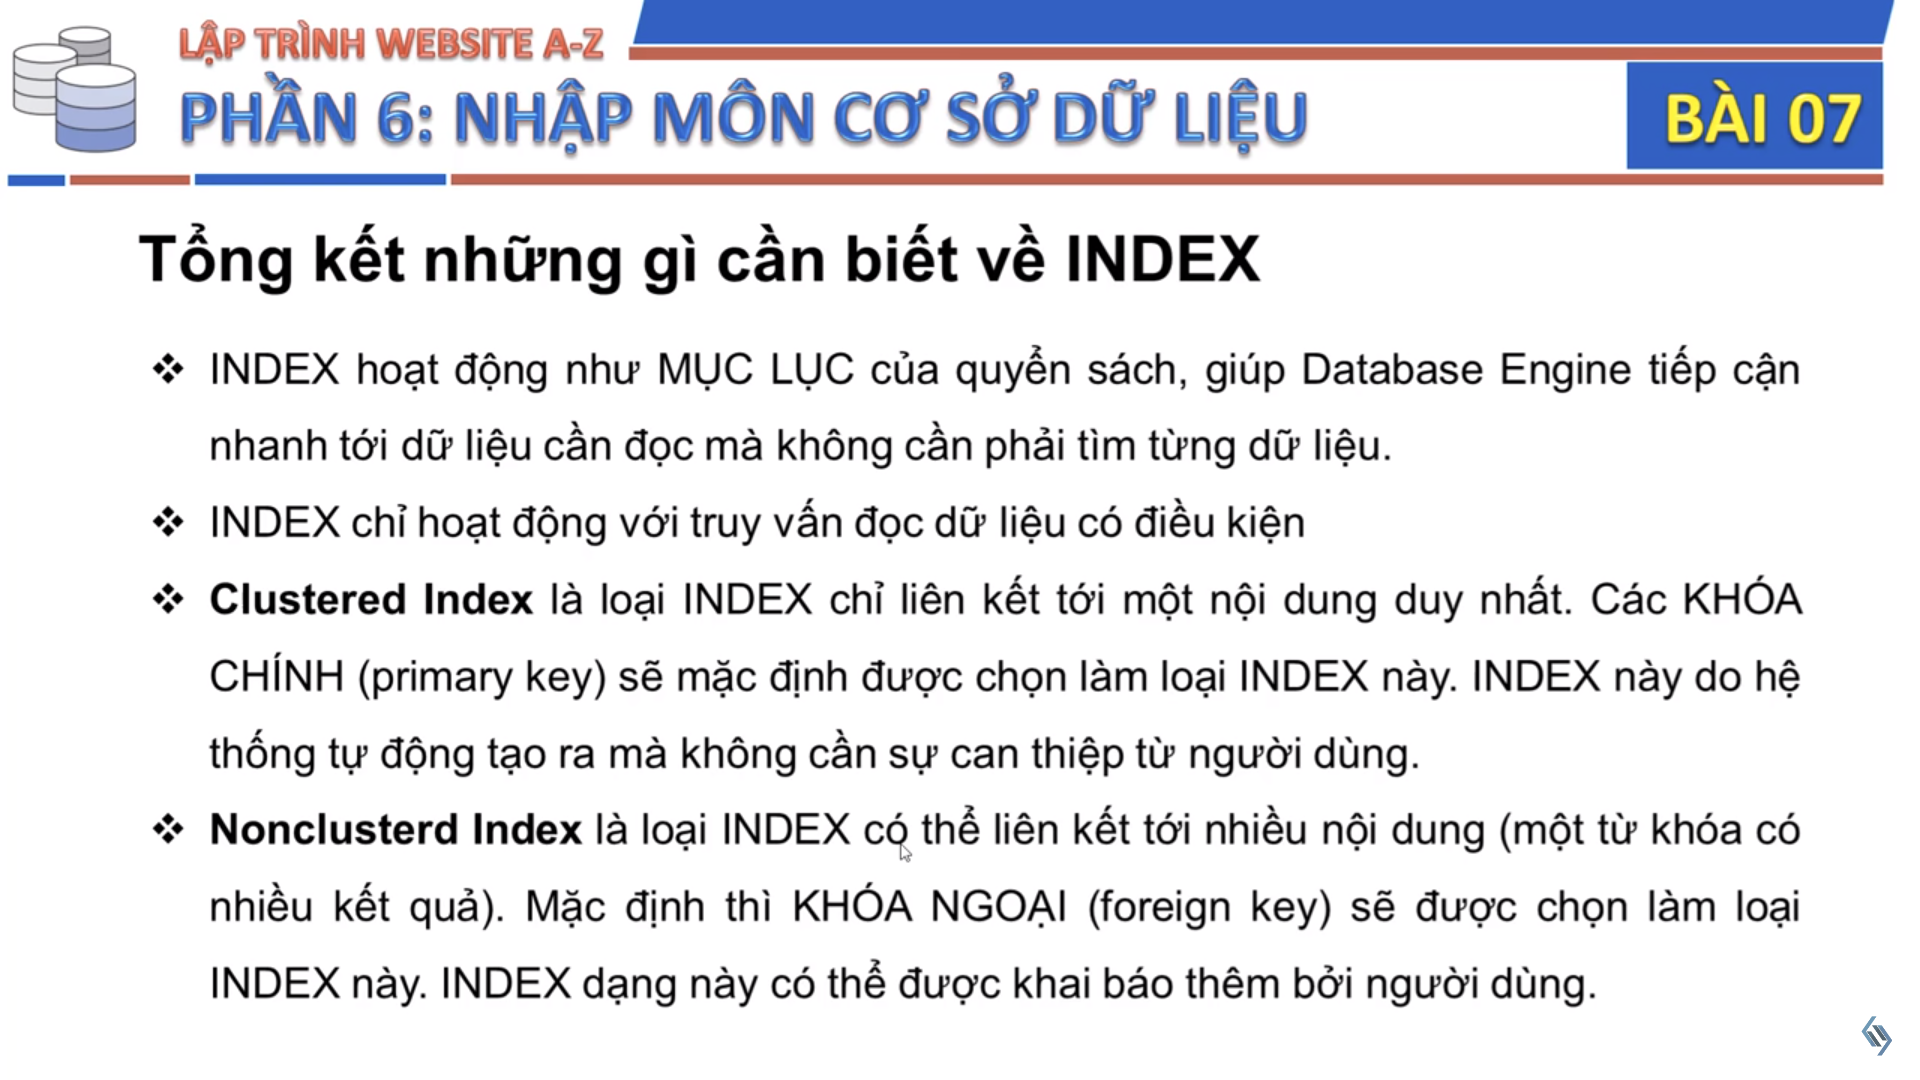 LẬP TRÌNH WEBSITE A-Z
PHẦN 6: NHẬP MÔN CƠ SỞ DỮ LIỆU
BÀI 07
Tổng kết những gì cần biết về INDEX
❖ INDEX hoạt động như MỤC LỤC của quyển sách, giúp Database Engine tiếp cận
nhanh tới dữ liệu cần đọc mà không cần phải tìm từng dữ liệu.
❖ INDEX chỉ hoạt động với truy vấn đọc dữ liệu có điều kiện
❖ Clustered Index là loại INDEX chỉ liên kết tới một nội dung duy nhất. Các KHÓA
CHÍNH (primary key) sẽ mặc định được chọn làm loại INDEX này. INDEX này do hệ
thống tự động tạo ra mà không cần sự can thiệp từ người dùng.
❖ Nonclusterd Index là loại INDEX có thể liên kết tới nhiều nội dung (một từ khóa có
nhiều kết quả). Mặc định thì KHÓA NGOẠI (foreign key) sẽ được chọn làm loại
INDEX này. INDEX dạng này có thể được khai báo thêm bởi người dùng.